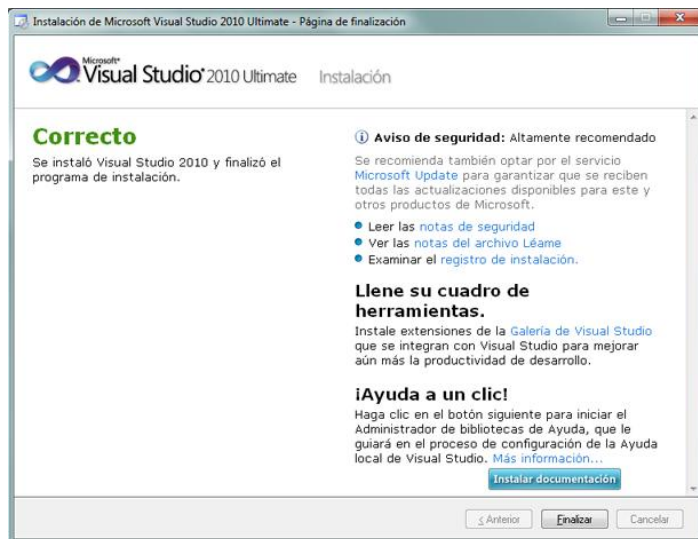 Instalación de Microsoft Visual Studio 2010 Ultimate - Página de finalización
Microsoft®
Visual Studio® 2010 Ultimate Instalación
Correcto
Se instaló Visual Studio 2010 y finalizó el
programa de instalación.
Aviso de seguridad: Altamente recomendado
Se recomienda también optar por el servicio
Microsoft Update para garantizar que se reciben
todas las actualizaciones disponibles para este y
otros productos de Microsoft.
Leer las notas de seguridad
Ver las notas del archivo Léame
Examinar el registro de instalación.
Llene su cuadro de
herramientas.
Instale extensiones de la Galería de Visual Studio
que se integran con Visual Studio para mejorar
aún más la productividad de desarrollo.
¡Ayuda a un clic!
Haga clic en el botón siguiente para iniciar el
Administrador de bibliotecas de Ayuda, que le
guiará en el proceso de configuración de la Ayuda
local de Visual Studio. Más información...
Instalar documentación
< Anterior Finalizar Cancelar